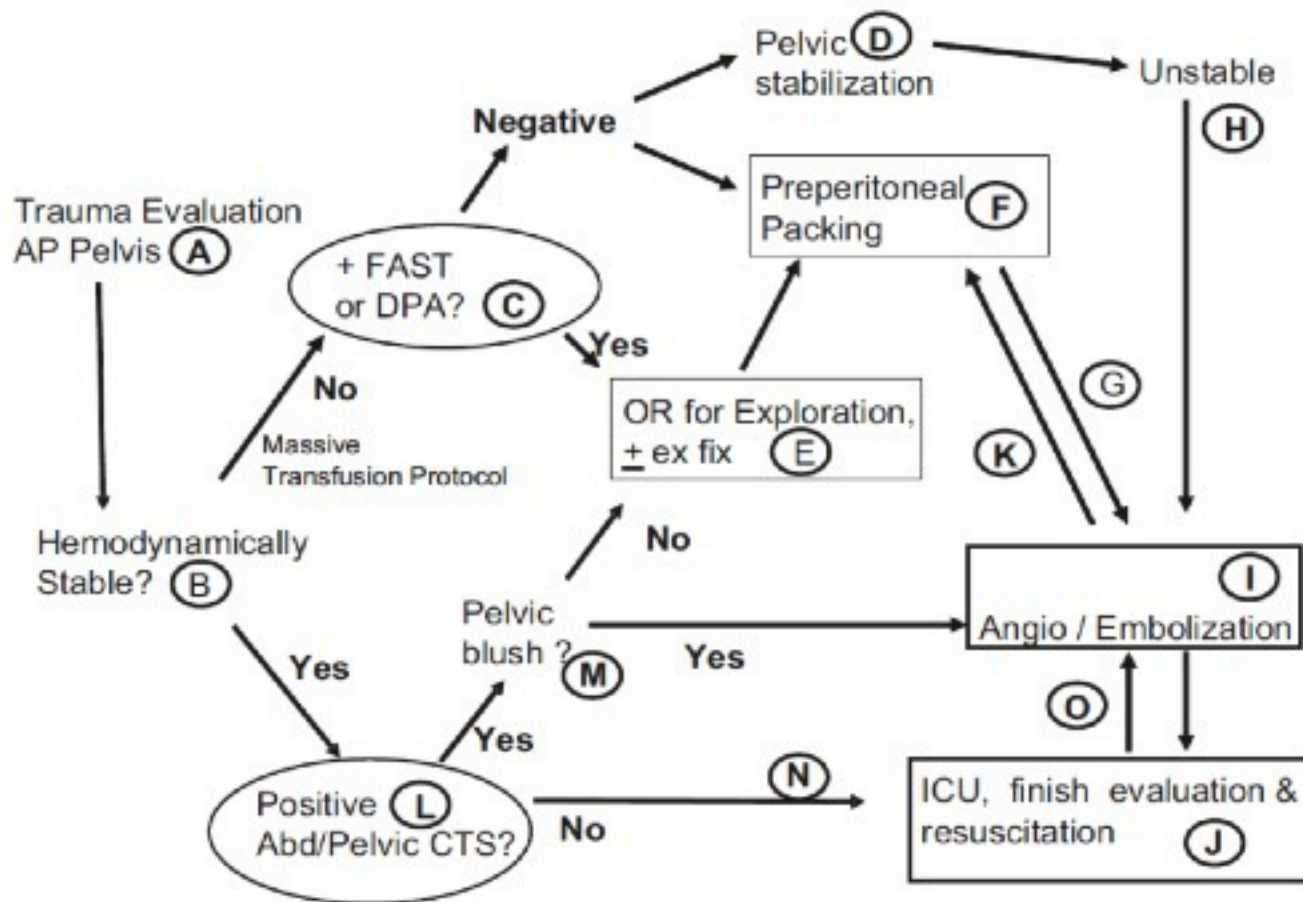 Pelvic D
stabilization
Unstable
H
Negative
Trauma Evaluation
AP Pelvis A
Preperitoneal
Packing F
+ FAST
or DPA? C
Yes
No
Massive
Transfusion Protocol
OR for Exploration,
+ ex fix E
G
K
Hemodynamically
Stable? B
No
Pelvic
blush ? M
Yes
I
Angio / Embolization
Yes
Yes
O
Positive L
Abd/Pelvic CTS?
N
No
ICU, finish evaluation &
resuscitation J